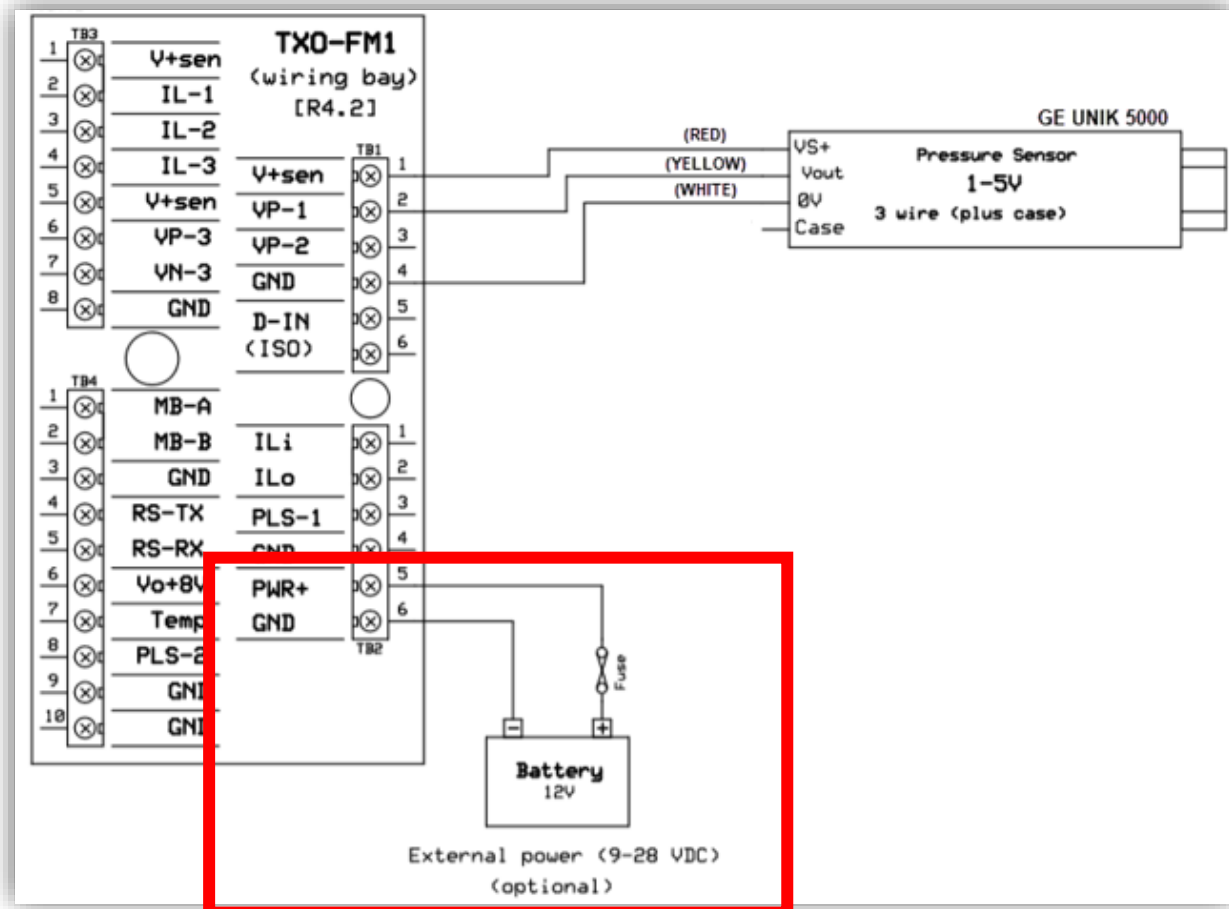 TB3
1 V+sen
2 IL-1
3 IL-2
4 IL-3
5 V+sen
6 VP-3
7 VN-3
8 GND
TXO-FM1
(wiring bay)
[R4.2]
TB1
V+sen 1
VP-1 2
VP-2 3
GND 4
D-IN 5
(ISO) 6
(RED)
(YELLOW)
(WHITE)
GE UNIK 5000
VS+
Vout
0V
Case
Pressure Sensor
1-5V
3 wire (plus case)
TB4
1 MB-A
2 MB-B
3 GND
4 RS-TX
5 RS-RX
6 Vo+8V
7 Temp
8 PLS-2
9 GND
10 GND
ILi 1
ILo 2
PLS-1 3
GND 4
PWR+ 5
GND 6
TB2
Fuse
- +
Battery
12V
External power (9-28 VDC)
(optional)